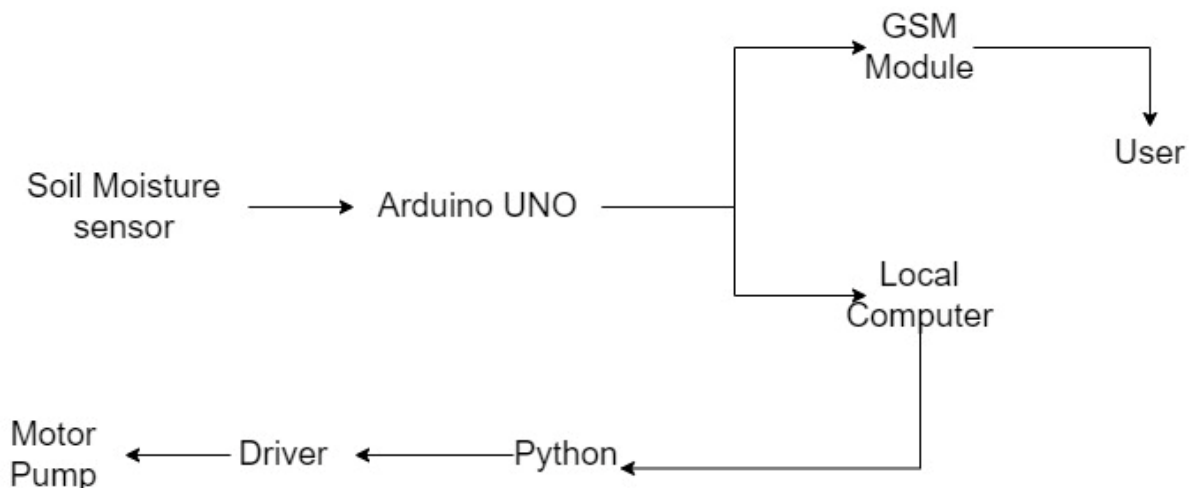 GSM
Module
User
Soil Moisture
sensor
Arduino UNO
Local
Computer
Motor
Pump
Driver
Python